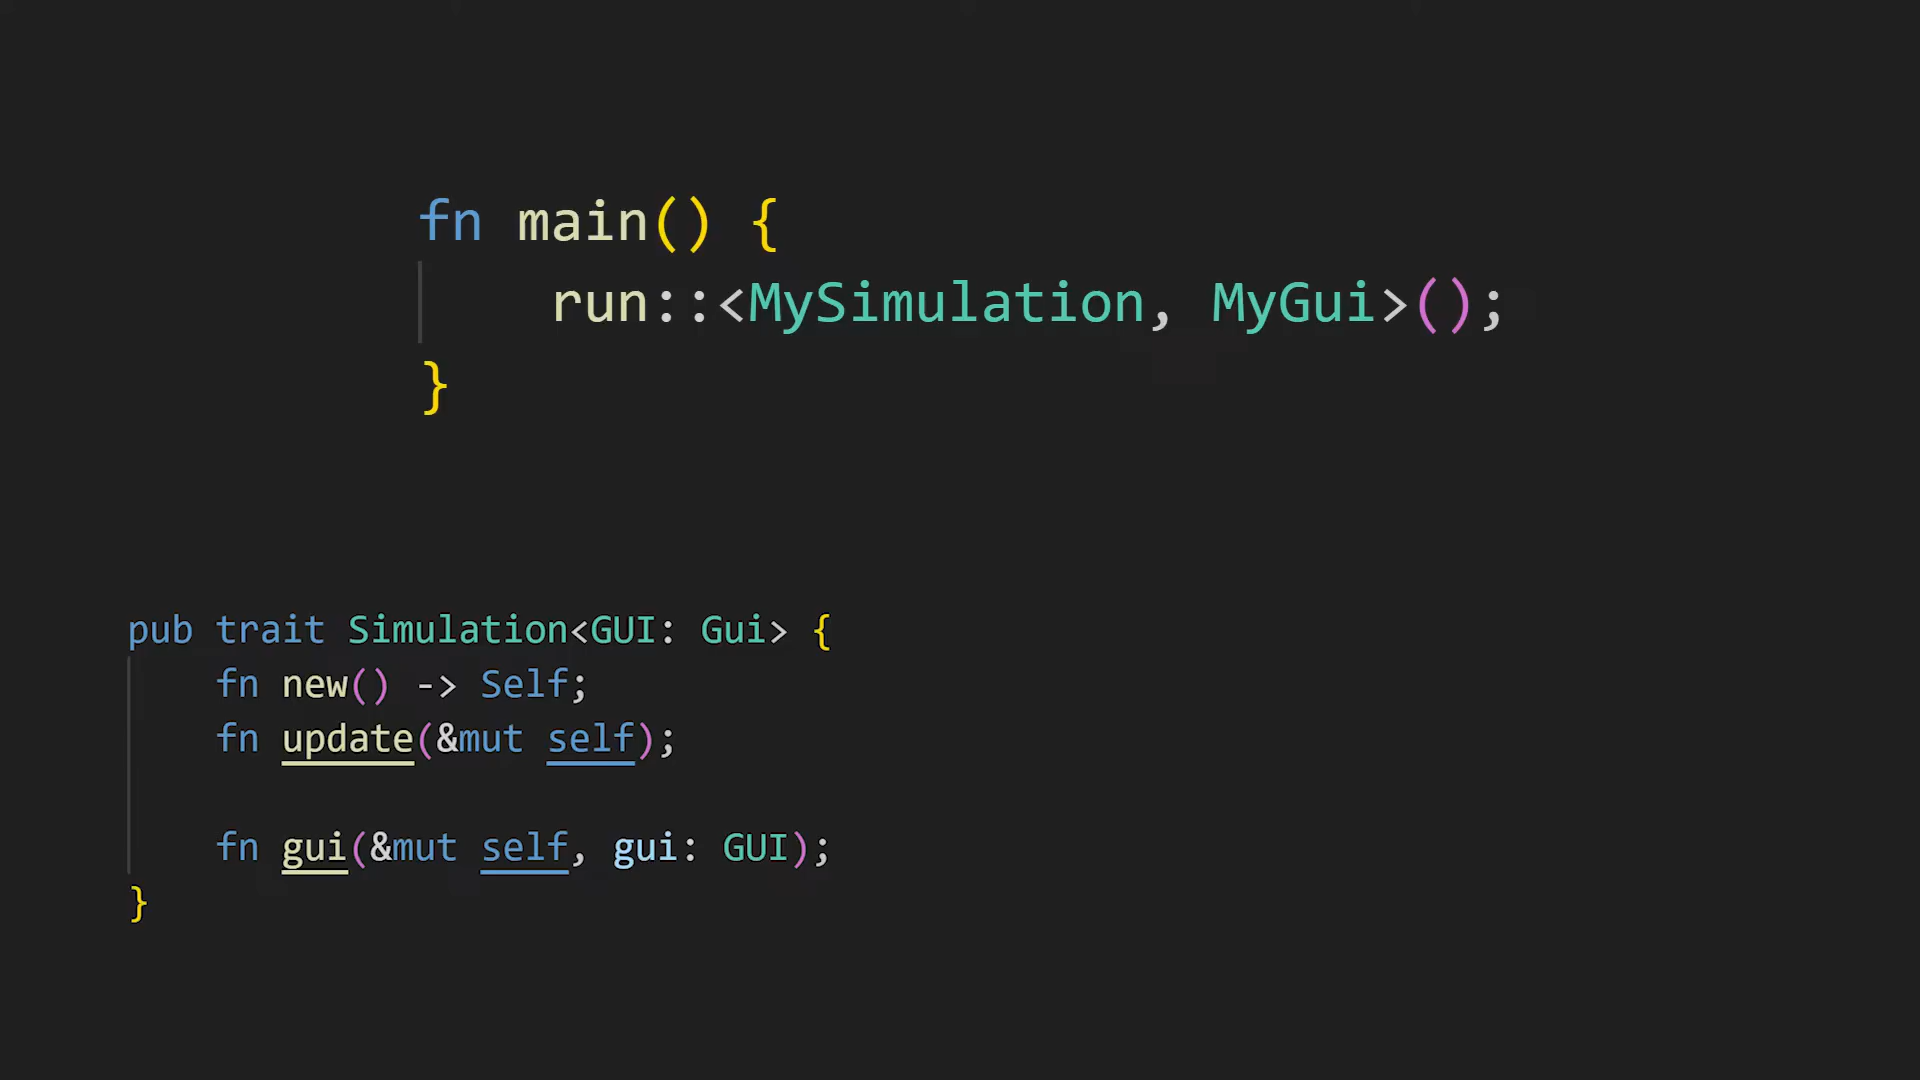 fn main() {
run::<MySimulation, MyGui>();
}
pub trait Simulation<GUI: Gui> {
fn new() -> Self;
fn update(&mut self);
fn gui(&mut self, gui: GUI);
}